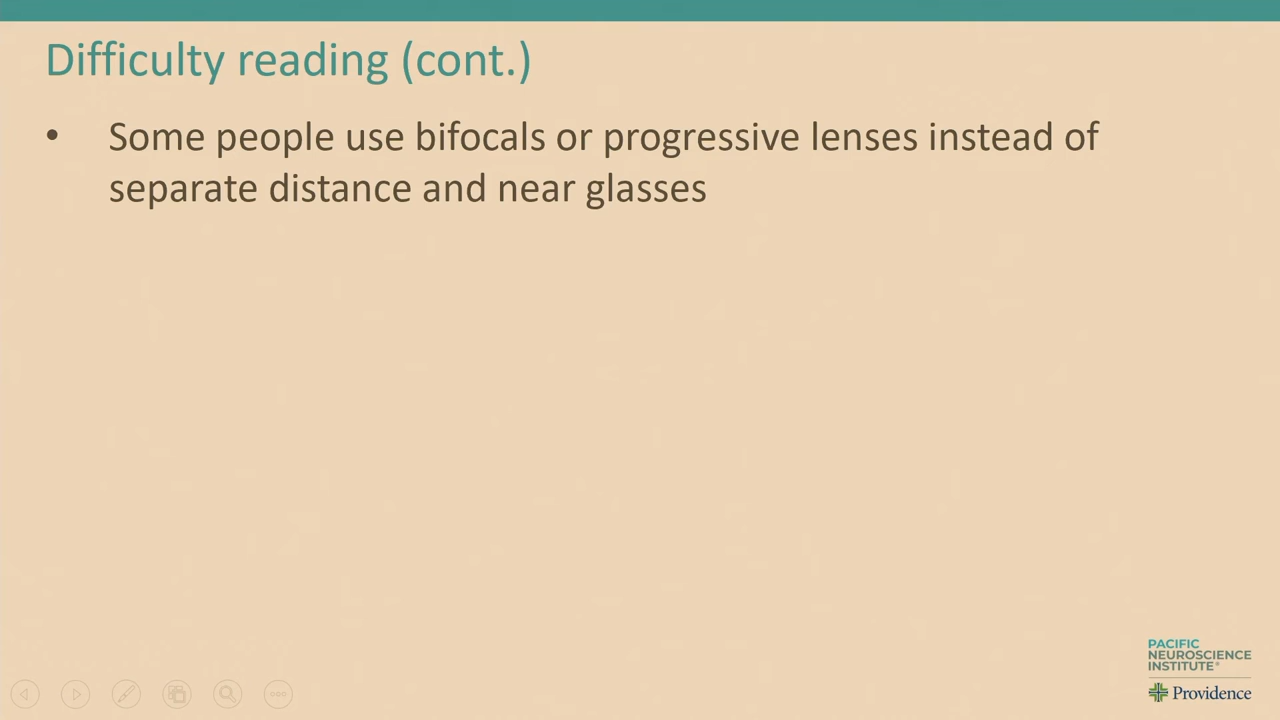 Difficulty reading (cont.)
• Some people use bifocals or progressive lenses instead of
separate distance and near glasses
PACIFIC
NEUROSCIENCE
INSTITUTE®
Providence